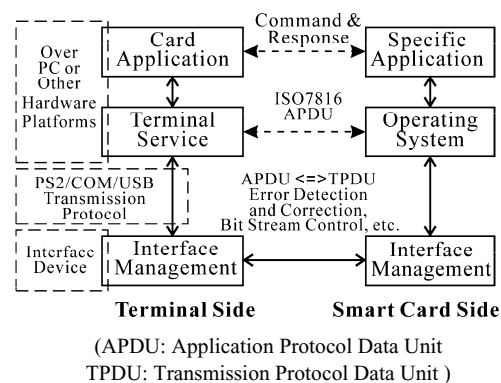 Over
PC or
Other
Hardware
Platforms
Card
Application
Command &
Response
Specific
Application
Terminal
Service
ISO7816
APDU
Operating
System
PS2/COM/USB
Transmission
Protocol
APDU <=>TPDU
Error Detection
and Correction,
Bit Stream Control, etc.
Interface
Device
Interface
Management
Interface
Management
Terminal Side
Smart Card Side
(APDU: Application Protocol Data Unit
TPDU: Transmission Protocol Data Unit )